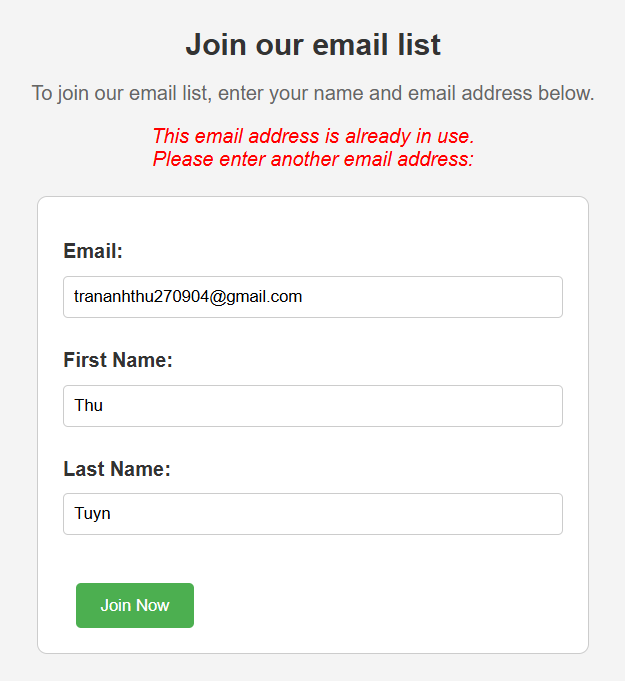 Join our email list
To join our email list, enter your name and email address below.
This email address is already in use.
Please enter another email address:
Email:
trananhthu270904@gmail.com
First Name:
Thu
Last Name:
Tuyn
Join Now